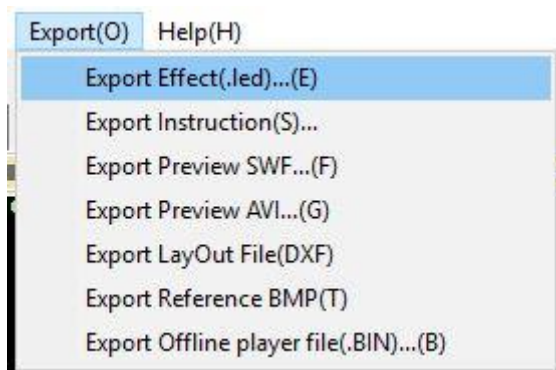 Export(O) Help(H)
Export Effect(.led)...(E)
Export Instruction(S)...
Export Preview SWF...(F)
Export Preview AVI...(G)
Export LayOut File(DXF)
Export Reference BMP(T)
Export Offline player file(.BIN)...(B)